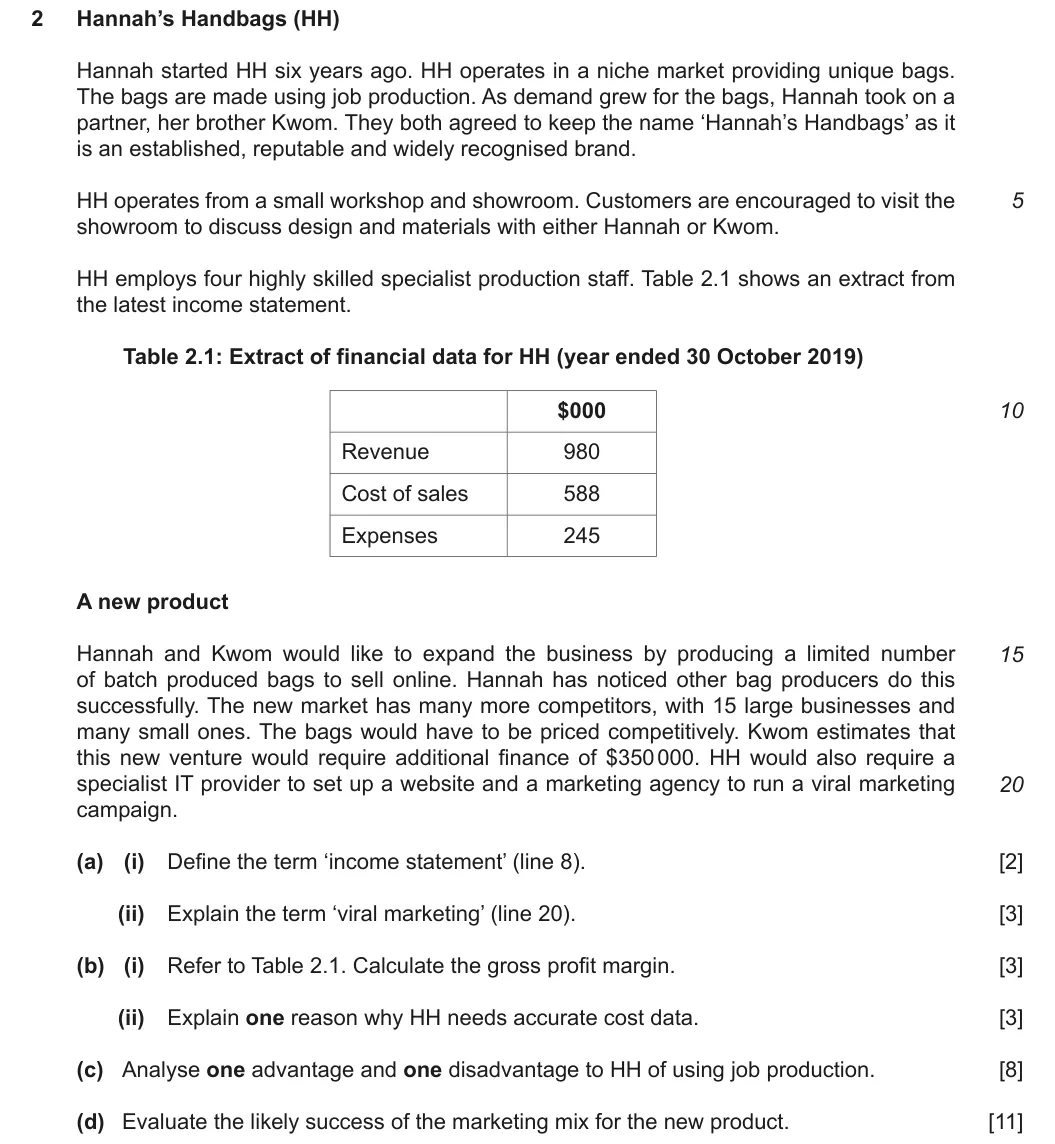 2 Hannah’s Handbags (HH)
Hannah started HH six years ago. HH operates in a niche market providing unique bags.
The bags are made using job production. As demand grew for the bags, Hannah took on a
partner, her brother Kwom. They both agreed to keep the name ‘Hannah’s Handbags’ as it
is an established, reputable and widely recognised brand.
HH operates from a small workshop and showroom. Customers are encouraged to visit the 5
showroom to discuss design and materials with either Hannah or Kwom.
HH employs four highly skilled specialist production staff. Table 2.1 shows an extract from
the latest income statement.
Table 2.1: Extract of financial data for HH (year ended 30 October 2019)
$000 10
Revenue 980
Cost of sales 588
Expenses 245
A new product
Hannah and Kwom would like to expand the business by producing a limited number 15
of batch produced bags to sell online. Hannah has noticed other bag producers do this
successfully. The new market has many more competitors, with 15 large businesses and
many small ones. The bags would have to be priced competitively. Kwom estimates that
this new venture would require additional finance of $350 000. HH would also require a
specialist IT provider to set up a website and a marketing agency to run a viral marketing 20
campaign.
(a) (i) Define the term ‘income statement’ (line 8). [2]
(ii) Explain the term ‘viral marketing’ (line 20). [3]
(b) (i) Refer to Table 2.1. Calculate the gross profit margin. [3]
(ii) Explain one reason why HH needs accurate cost data. [3]
(c) Analyse one advantage and one disadvantage to HH of using job production. [8]
(d) Evaluate the likely success of the marketing mix for the new product. [11]